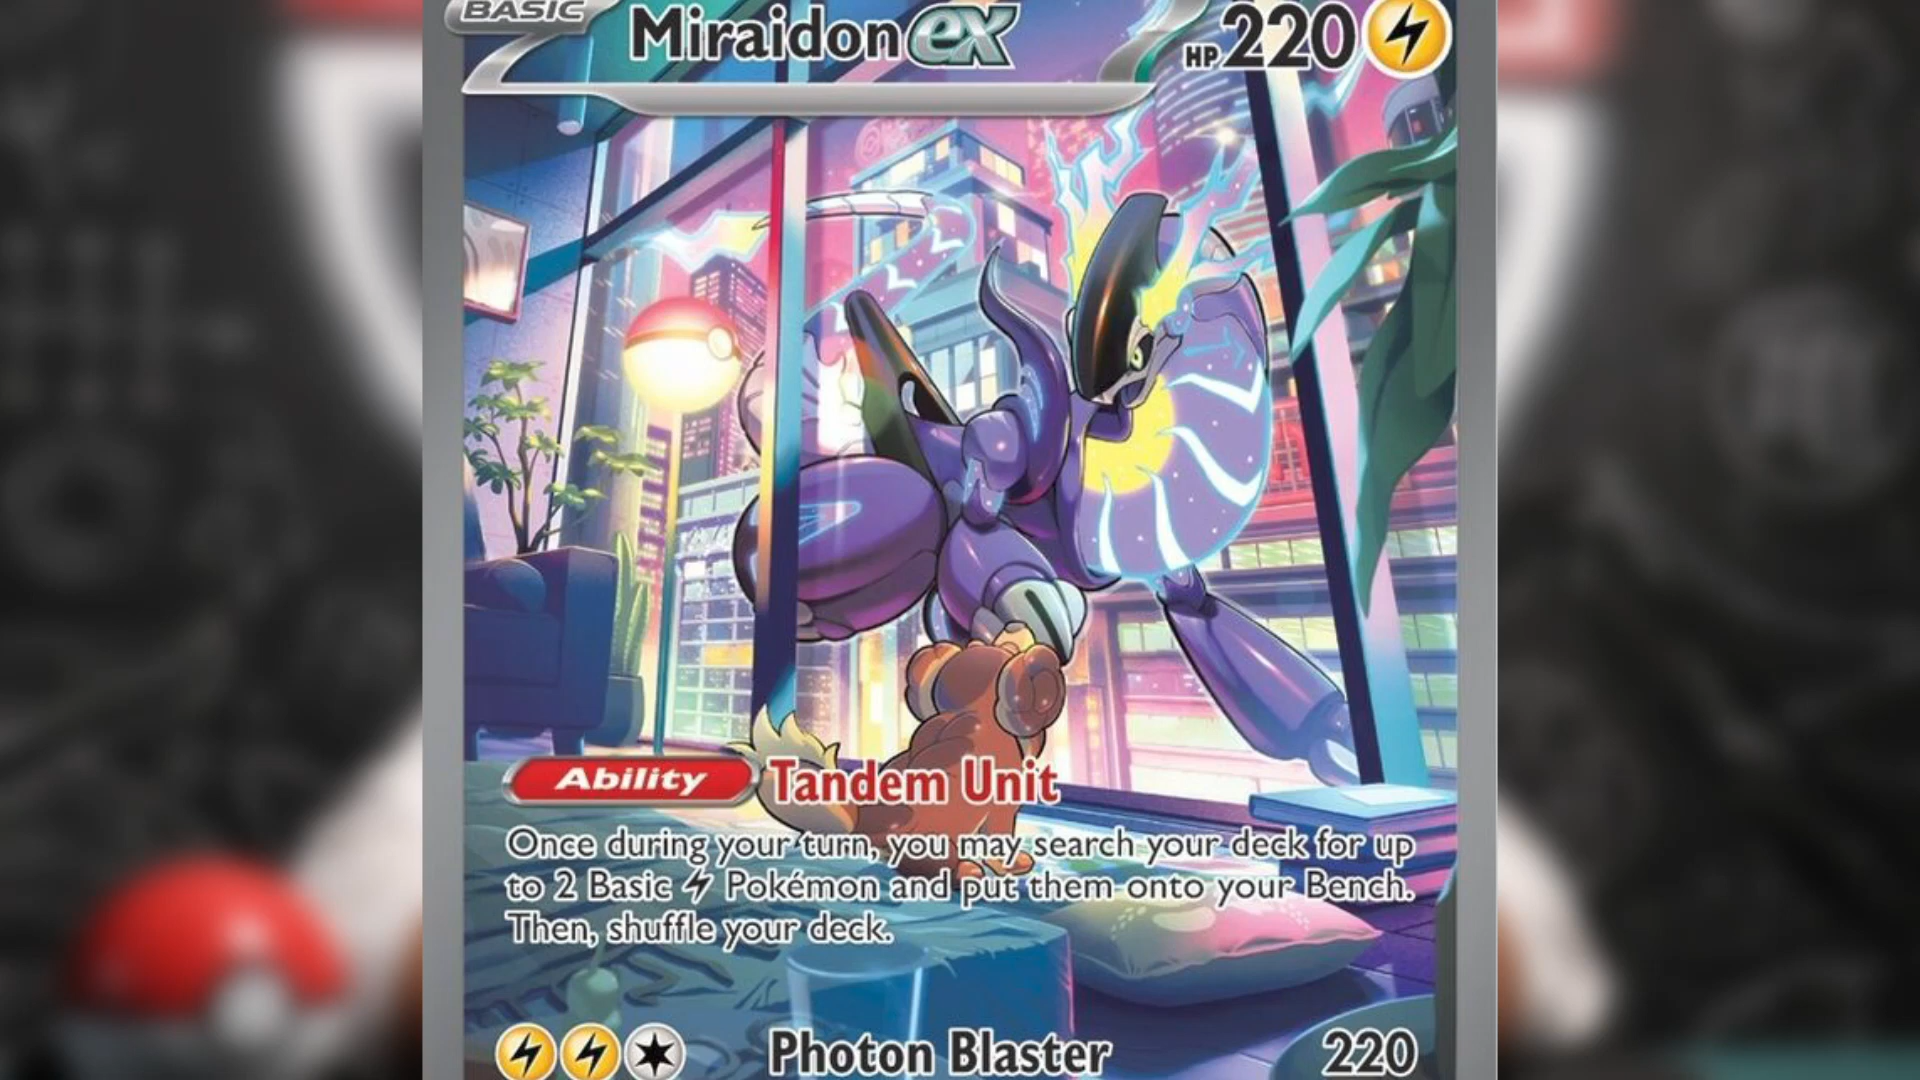 BASIC
Miraidon ex
HP 220
Ability Tandem Unit
Once during your turn, you may search your deck for up
to 2 Basic Pokémon and put them onto your Bench.
Then, shuffle your deck.
Photon Blaster 220